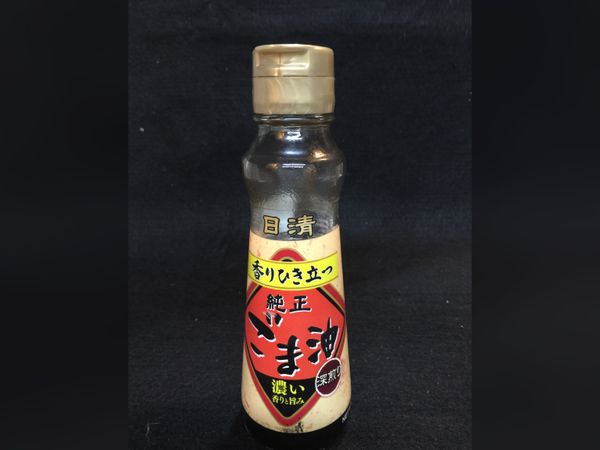 日清
香りひき立つ
純正
ごま油
深煎り
濃い
香りと旨み